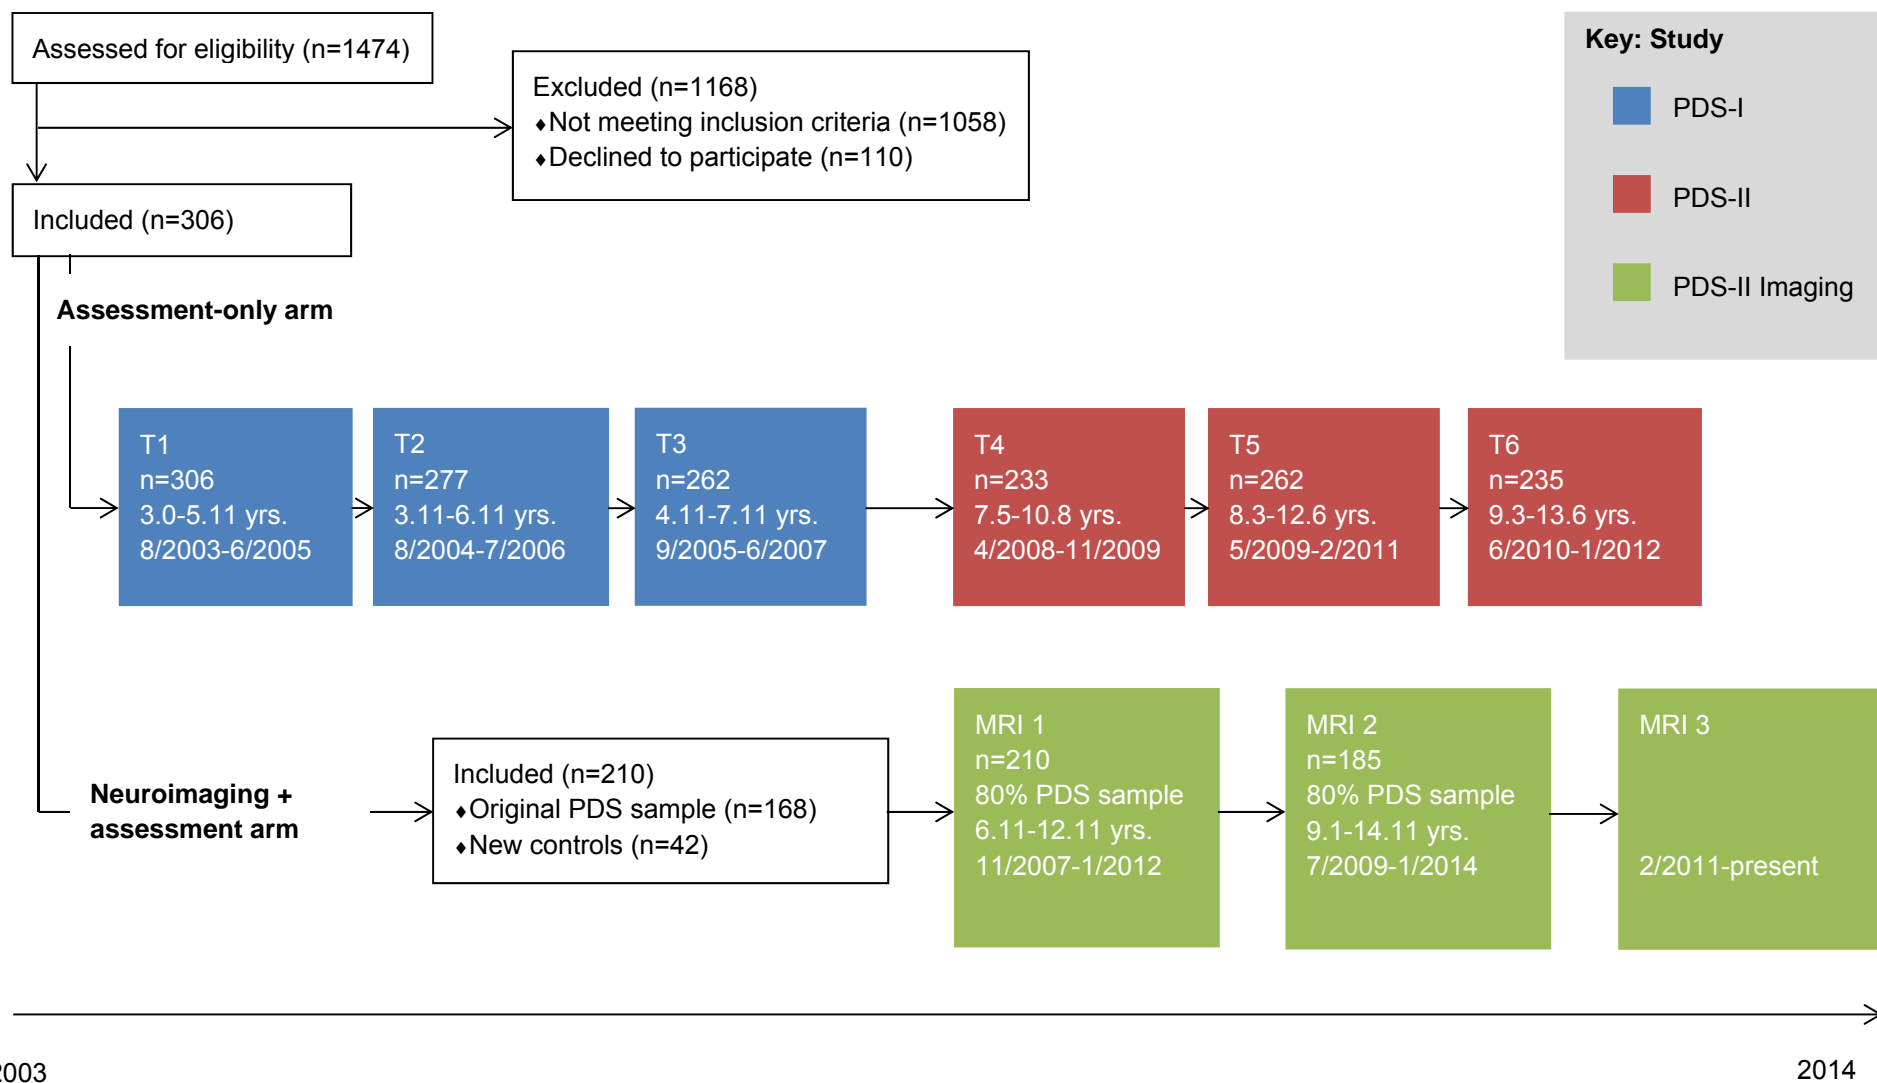 Assessed for eligibility (n=1474)
Excluded (n=1168)
♦Not meeting inclusion criteria (n=1058)
♦Declined to participate (n=110)
Included (n=306)
Key: Study
PDS-I
PDS-II
PDS-II Imaging
Assessment-only arm
T1
n=306
3.0-5.11 yrs.
8/2003-6/2005
T2
n=277
3.11-6.11 yrs.
8/2004-7/2006
T3
n=262
4.11-7.11 yrs.
9/2005-6/2007
T4
n=233
7.5-10.8 yrs.
4/2008-11/2009
T5
n=262
8.3-12.6 yrs.
5/2009-2/2011
T6
n=235
9.3-13.6 yrs.
6/2010-1/2012
Neuroimaging +
assessment arm
Included (n=210)
♦Original PDS sample (n=168)
♦New controls (n=42)
MRI 1
n=210
80% PDS sample
6.11-12.11 yrs.
11/2007-1/2012
MRI 2
n=185
80% PDS sample
9.1-14.11 yrs.
7/2009-1/2014
MRI 3
2/2011-present
2003
2014